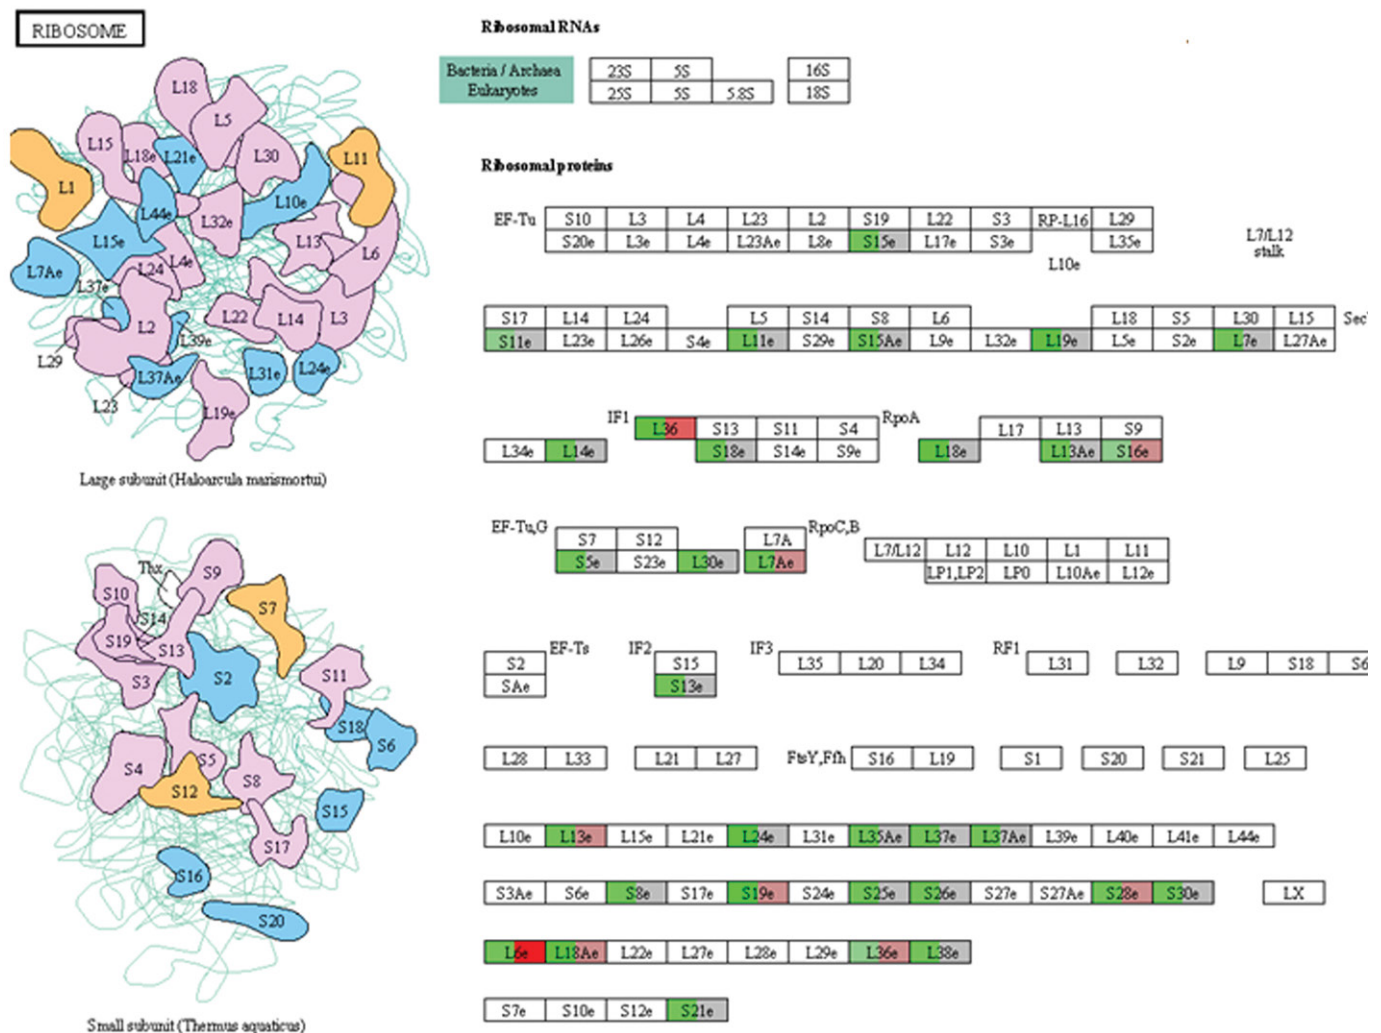 RIBOSOME
Ribosomal RNAs
Bacteria / Archaea
Eukaryotes
23S 5S 16S
25S 5S 5.8S 18S
L18
L5
L15
L18e
L21e
L30
L11
L1
L44e
L10e
L32e
L15e
L13
L6
L7Ae
L24
L4e
L37e
L2
L22
L14
L3
L29
L39e
L37Ae
L31e
L24e
L23
L19e
Large subunit (Haloarcula marismortui)
Thx
S9
S10
S7
S14
S19
S13
S3
S2
S11
S18
S6
S4
S5
S12
S8
S15
S17
S16
S20
Small subunit (Thermus aquaticus)
Ribosomal proteins
EF-Tu S10 L3 L4 L23 L2 S19 L22 S3 RP-L16 L29
S20e L3e L4e L23Ae L8e S15e L17e S3e L35e
L10e
L7/L12
stalk
S17 L14 L24 L5 S14 S8 L6 L18 S5 L30 L15 Sec
S11e L23e L26e S4e L11e S29e S15Ae L9e L32e L19e L5e S2e L7e L27Ae
IF1 L36 S13 S11 S4 RpoA L17 L13 S9
L34e L14e S18e S14e S9e L18e L13Ae S16e
EF-Tu,G S7 S12 L7A RpoC,B
S5e S23e L30e L7Ae
L7/L12 L12 L10 L1 L11
LP1,LP2 LP0 L10Ae L12e
S2 EF-Ts IF2 S15 IF3 L35 L20 L34 RF1 L31 L32 L9 S18 S6
SAe S13e
L28 L33 L21 L27 FtsY,Ffh S16 L19 S1 S20 S21 L25
L10e L13e L15e L21e L24e L31e L35Ae L37e L37Ae L39e L40e L41e L44e
S3Ae S6e S8e S17e S19e S24e S25e S26e S27e S27Ae S28e S30e LX
L6e L18Ae L22e L27e L28e L29e L36e L38e
S7e S10e S12e S21e